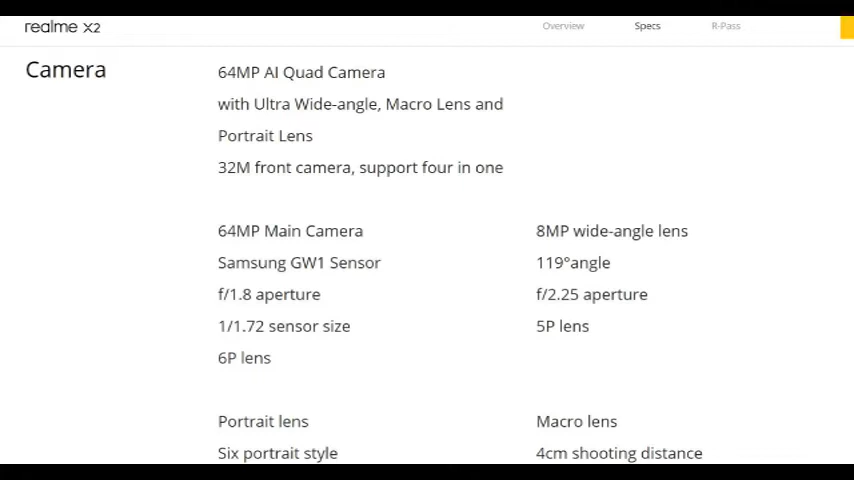 realme X2
Overview
Specs
R-Pass
Camera
64MP AI Quad Camera
with Ultra Wide-angle, Macro Lens and
Portrait Lens
32M front camera, support four in one
64MP Main Camera
Samsung GW1 Sensor
f/1.8 aperture
1/1.72 sensor size
6P lens
8MP wide-angle lens
119°angle
f/2.25 aperture
5P lens
Portrait lens
Six portrait style
Macro lens
4cm shooting distance